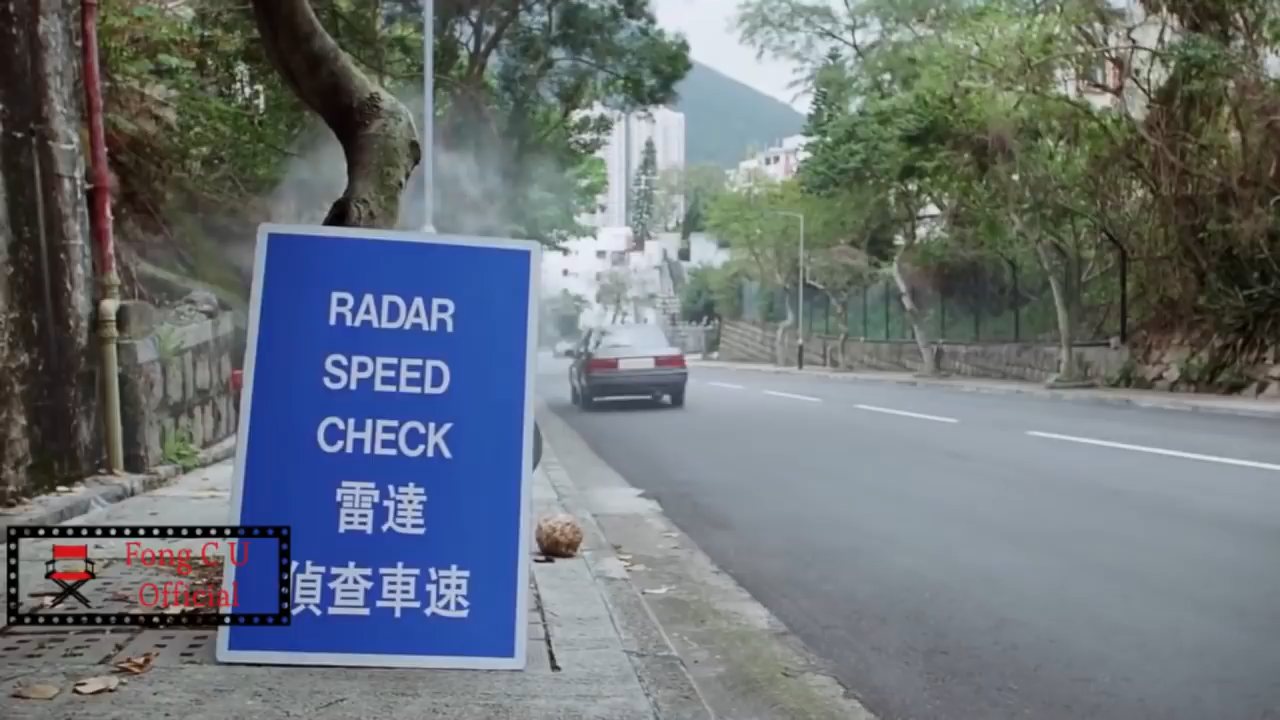 RADAR
SPEED
CHECK
雷達
偵查車速
Fong C U
Official